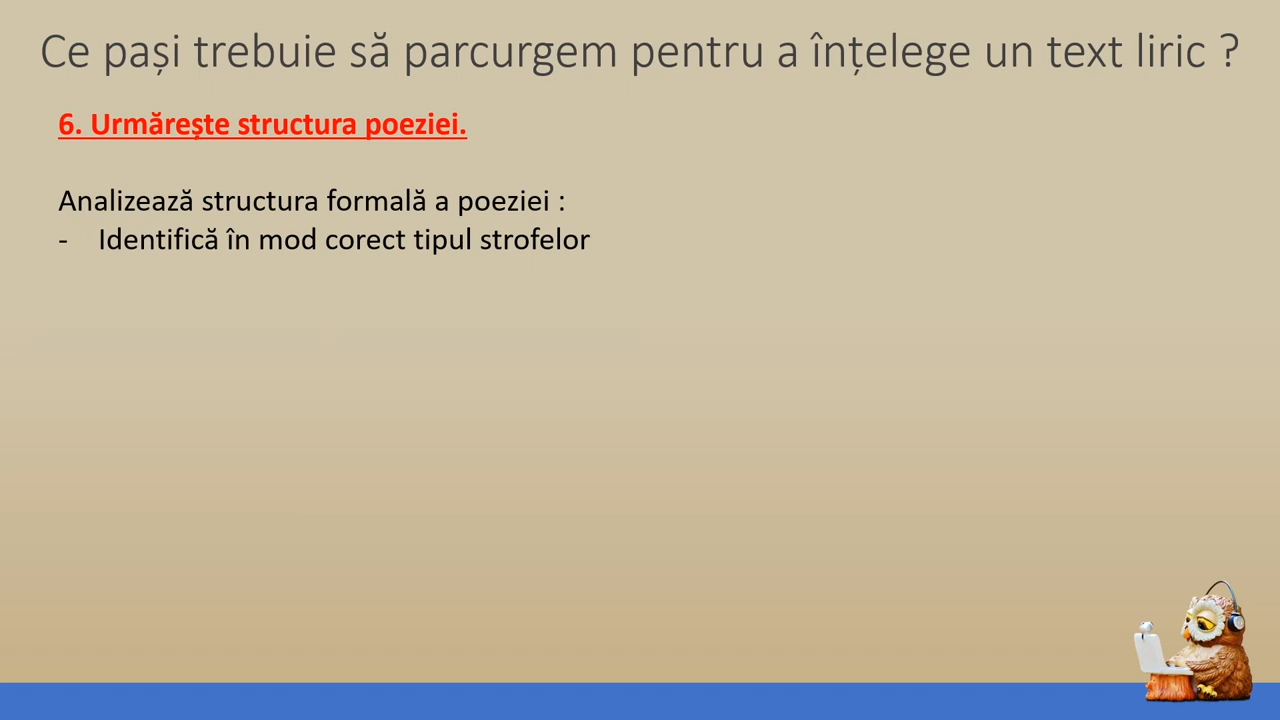 Ce pași trebuie să parcurgem pentru a înțelege un text liric ?
6. Urmărește structura poeziei.
Analizează structura formală a poeziei :
- Identifică în mod corect tipul strofelor